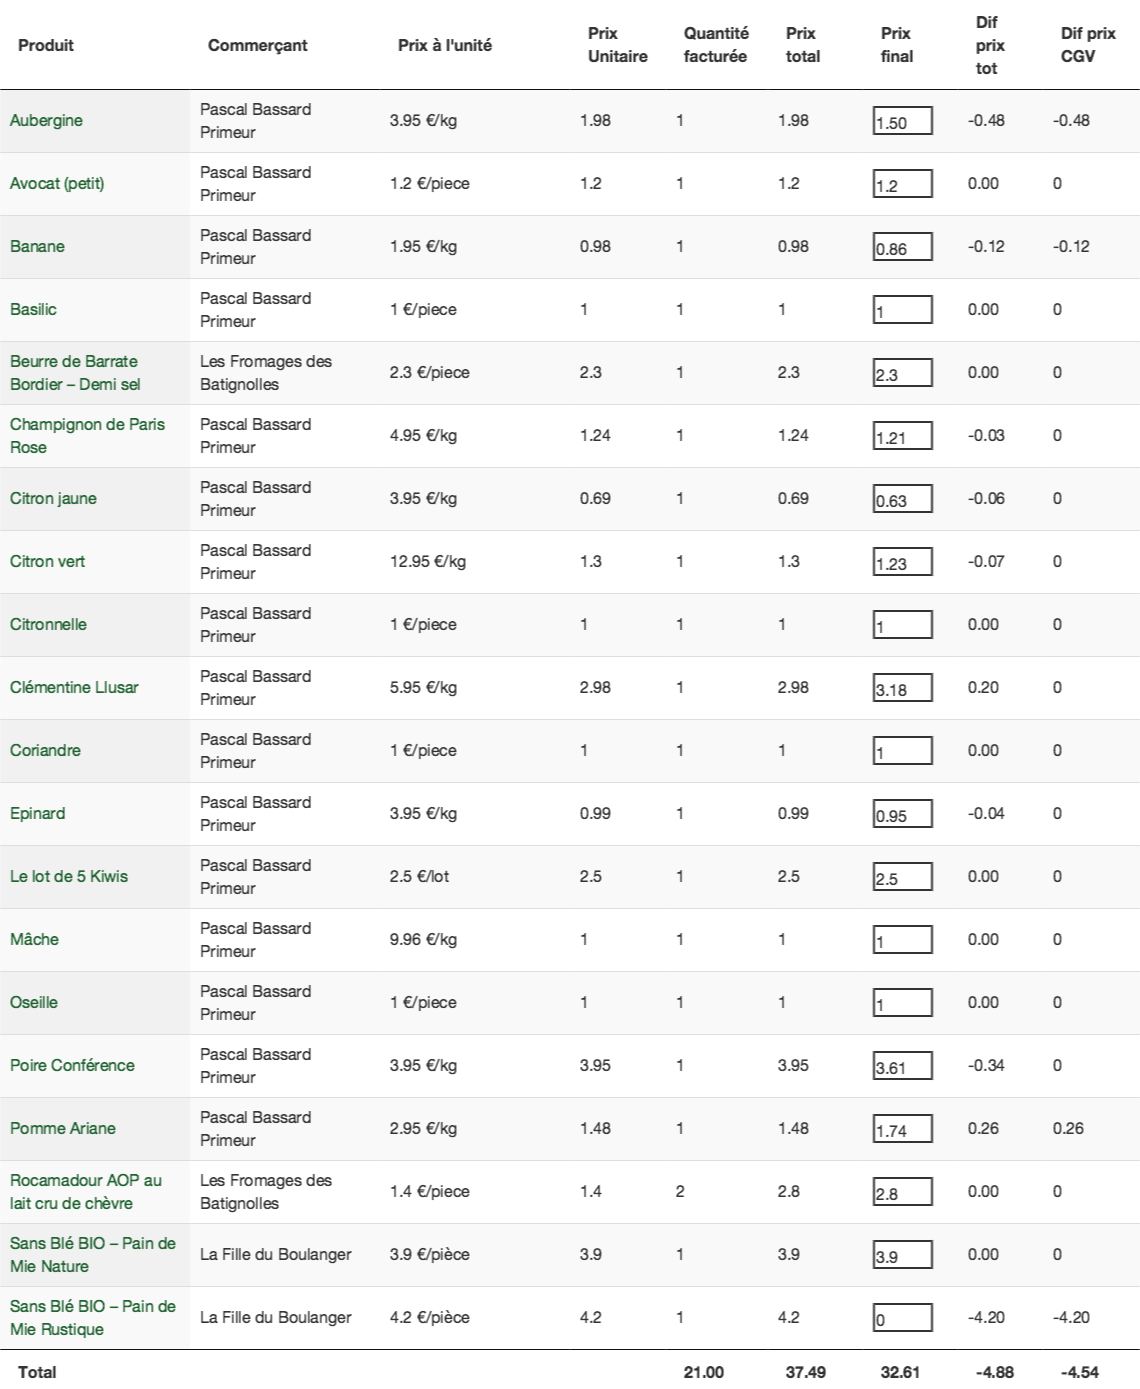 Produit Commerçant Prix à l'unité Prix Unitaire Quantité facturée Prix total Prix final Dif prix tot Dif prix CGV
Aubergine Pascal Bassard Primeur 3.95 €/kg 1.98 1 1.98 1.50 -0.48 -0.48
Avocat (petit) Pascal Bassard Primeur 1.2 €/piece 1.2 1 1.2 1.2 0.00 0
Banane Pascal Bassard Primeur 1.95 €/kg 0.98 1 0.98 0.86 -0.12 -0.12
Basilic Pascal Bassard Primeur 1 €/piece 1 1 1 1 0.00 0
Beurre de Barrate Bordier – Demi sel Les Fromages des Batignolles 2.3 €/piece 2.3 1 2.3 2.3 0.00 0
Champignon de Paris Rose Pascal Bassard Primeur 4.95 €/kg 1.24 1 1.24 1.21 -0.03 0
Citron jaune Pascal Bassard Primeur 3.95 €/kg 0.69 1 0.69 0.63 -0.06 0
Citron vert Pascal Bassard Primeur 12.95 €/kg 1.3 1 1.3 1.23 -0.07 0
Citronnelle Pascal Bassard Primeur 1 €/piece 1 1 1 1 0.00 0
Clémentine Llusar Pascal Bassard Primeur 5.95 €/kg 2.98 1 2.98 3.18 0.20 0
Coriandre Pascal Bassard Primeur 1 €/piece 1 1 1 1 0.00 0
Epinard Pascal Bassard Primeur 3.95 €/kg 0.99 1 0.99 0.95 -0.04 0
Le lot de 5 Kiwis Pascal Bassard Primeur 2.5 €/lot 2.5 1 2.5 2.5 0.00 0
Mâche Pascal Bassard Primeur 9.96 €/kg 1 1 1 1 0.00 0
Oseille Pascal Bassard Primeur 1 €/piece 1 1 1 1 0.00 0
Poire Conférence Pascal Bassard Primeur 3.95 €/kg 3.95 1 3.95 3.61 -0.34 0
Pomme Ariane Pascal Bassard Primeur 2.95 €/kg 1.48 1 1.48 1.74 0.26 0.26
Rocamadour AOP au lait cru de chèvre Les Fromages des Batignolles 1.4 €/piece 1.4 2 2.8 2.8 0.00 0
Sans Blé BIO – Pain de Mie Nature La Fille du Boulanger 3.9 €/pièce 3.9 1 3.9 3.9 0.00 0
Sans Blé BIO – Pain de Mie Rustique La Fille du Boulanger 4.2 €/pièce 4.2 1 4.2 0 -4.20 -4.20
Total 21.00 37.49 32.61 -4.88 -4.54